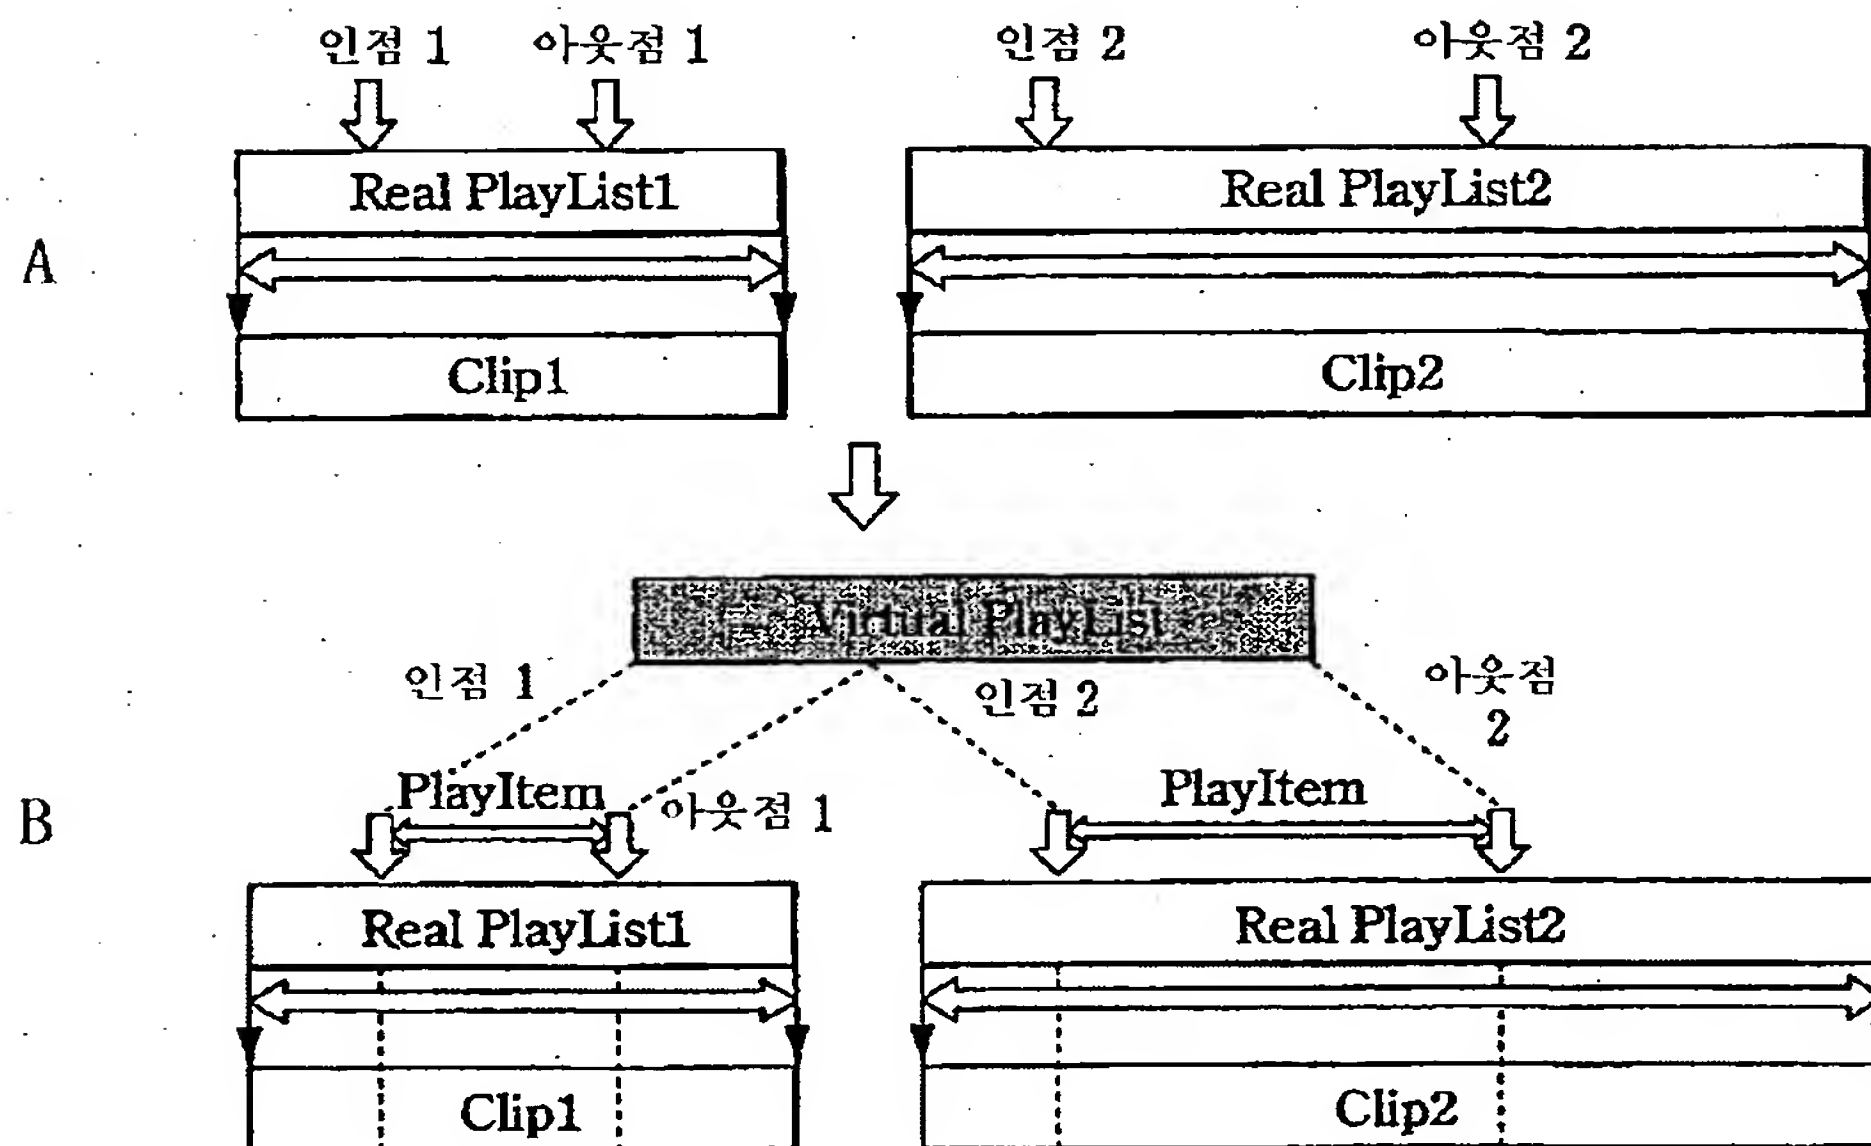 인점 1 아웃점 1 인점 2 아웃점 2
Real PlayList1 Real PlayList2
A
Clip1 Clip2
Virtual PlayList
인점 1 인점 2 아웃점
2
PlayItem 아웃점 1 PlayItem
B
Real PlayList1 Real PlayList2
Clip1 Clip2